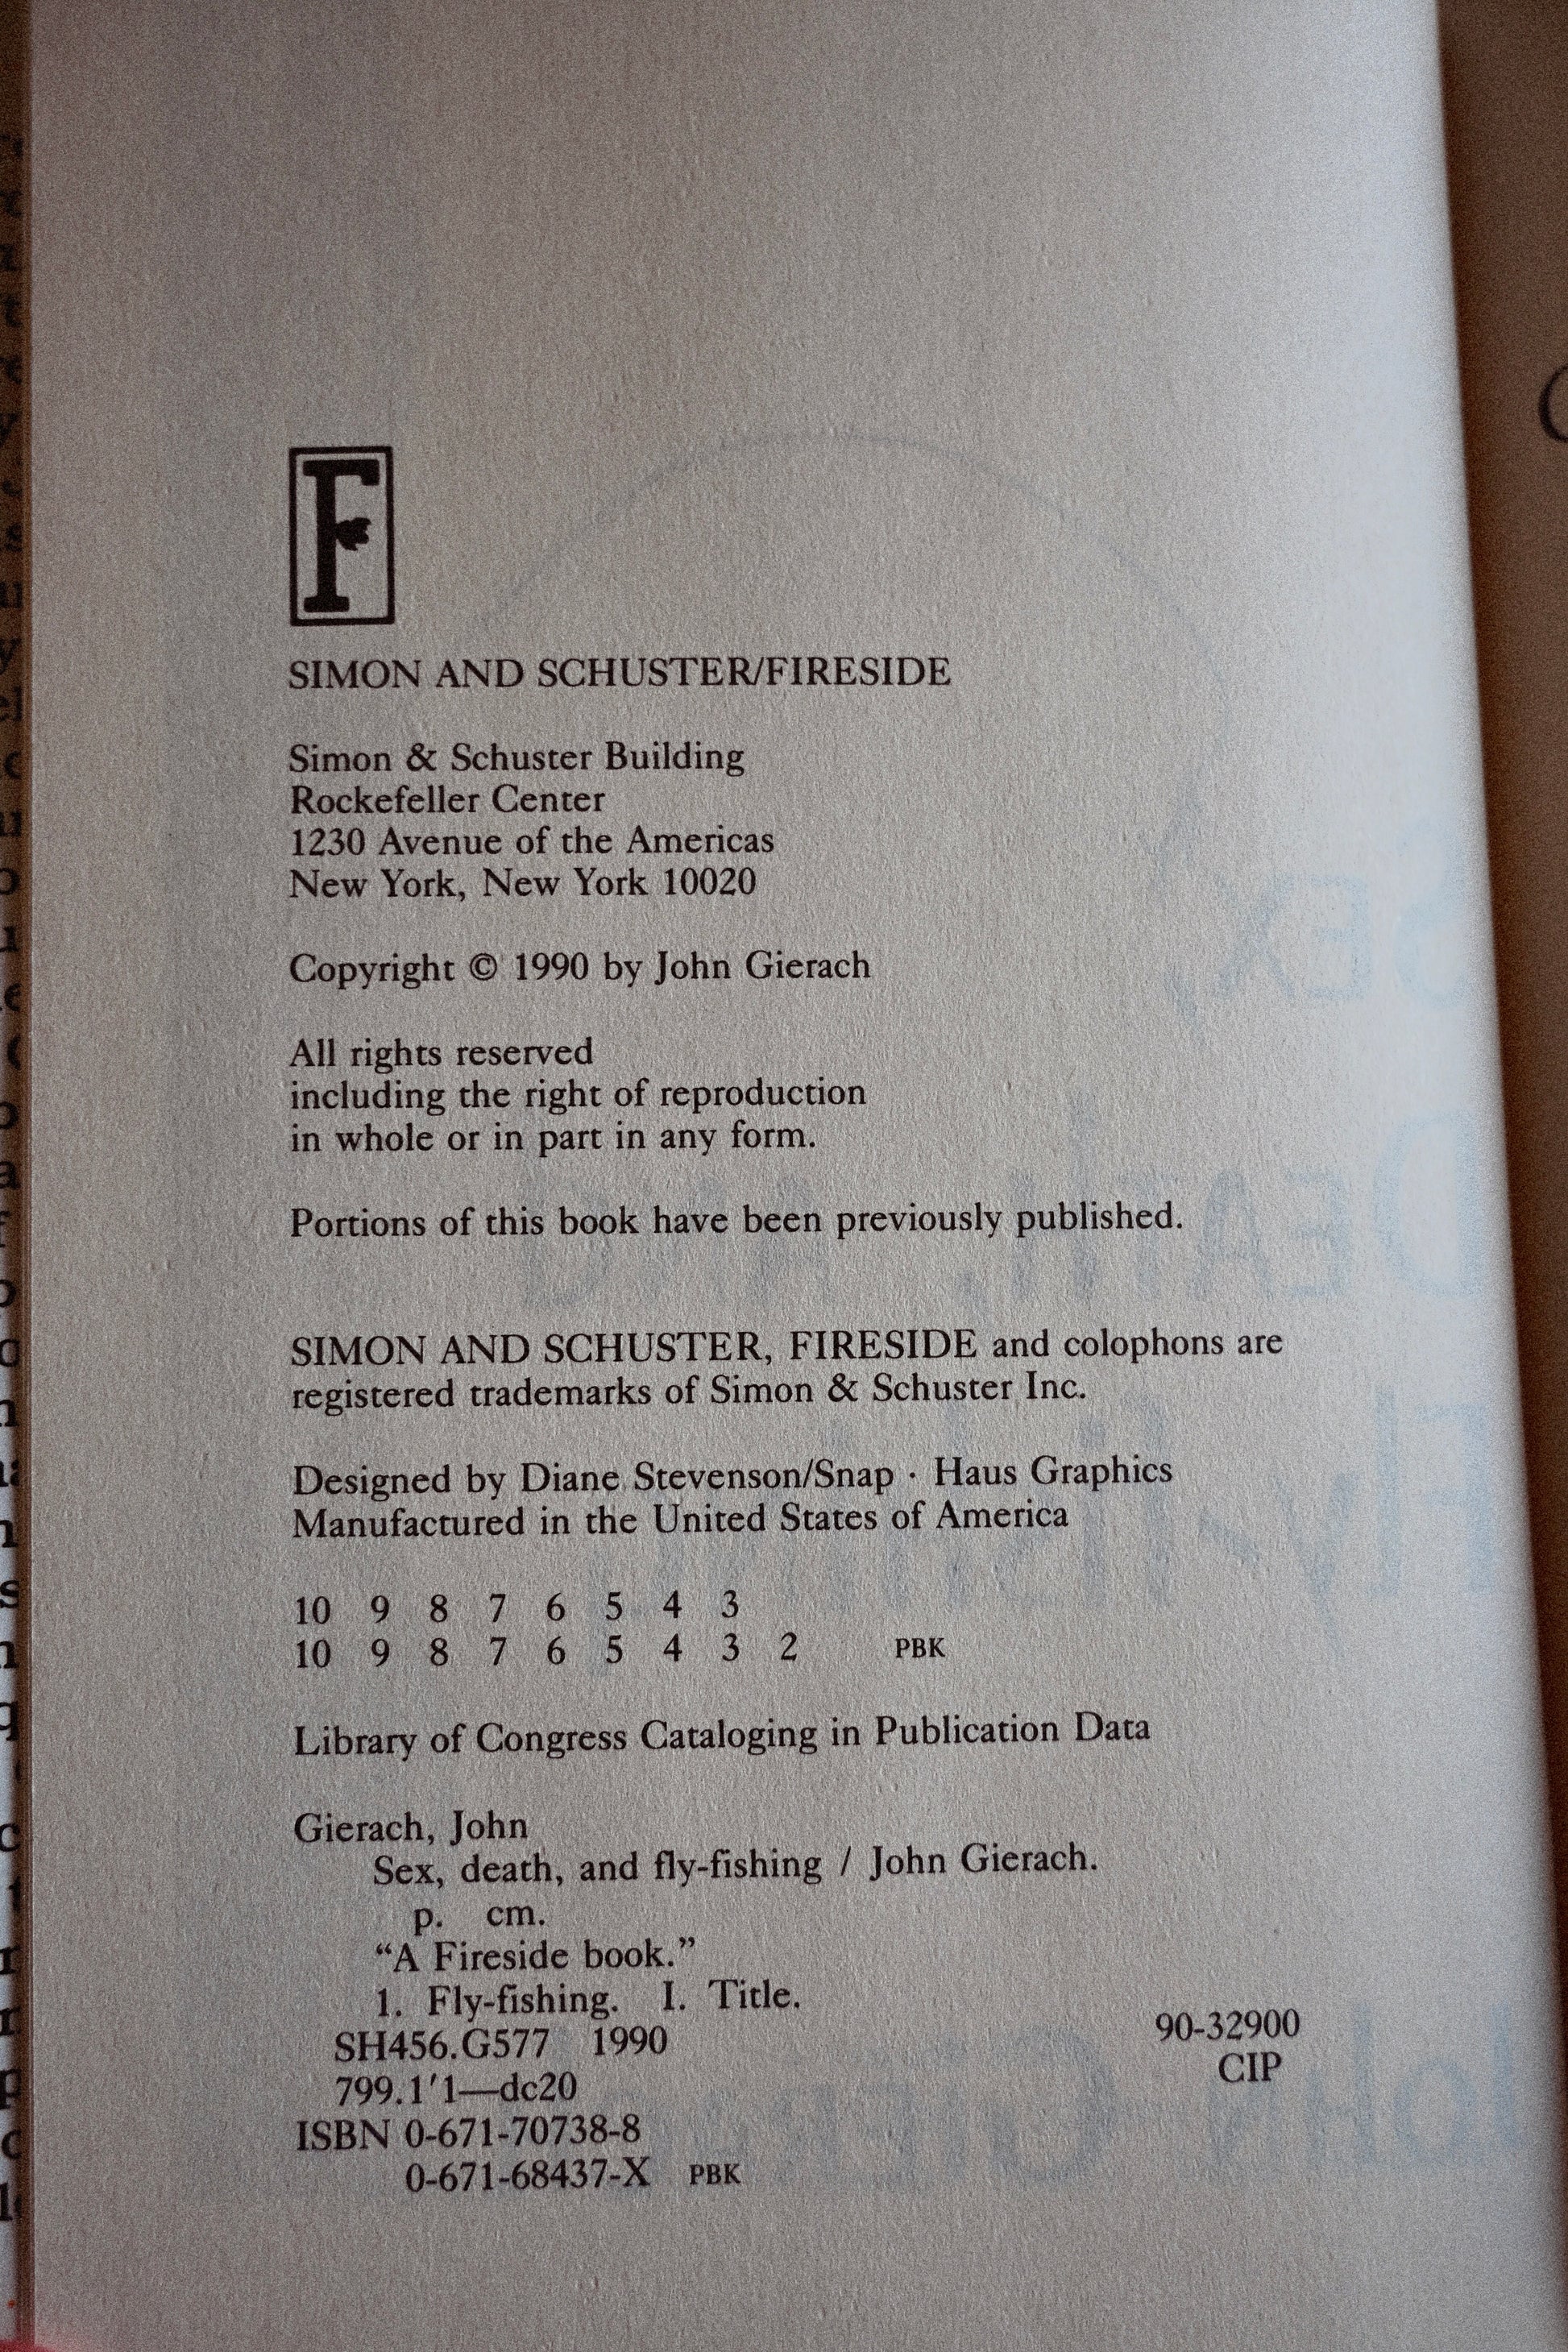 F
SIMON AND SCHUSTER/FIRESIDE
Simon & Schuster Building
Rockefeller Center
1230 Avenue of the Americas
New York, New York 10020
Copyright © 1990 by John Gierach
All rights reserved
including the right of reproduction
in whole or in part in any form.
Portions of this book have been previously published.
SIMON AND SCHUSTER, FIRESIDE and colophons are
registered trademarks of Simon & Schuster Inc.
Designed by Diane Stevenson/Snap · Haus Graphics
Manufactured in the United States of America
10 9 8 7 6 5 4 3
10 9 8 7 6 5 4 3 2 PBK
Library of Congress Cataloging in Publication Data
Gierach, John
Sex, death, and fly-fishing / John Gierach.
p. cm.
“A Fireside book.”
1. Fly-fishing. I. Title.
SH456.G577 1990
90-32900
799.1′1—dc20
CIP
ISBN 0-671-70738-8
0-671-68437-X PBK